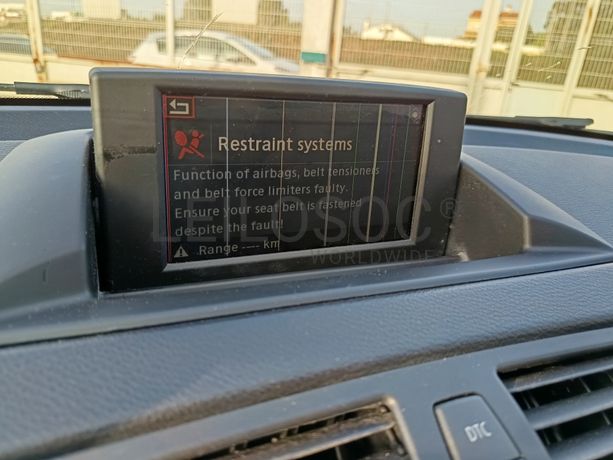 Restraint systems
Function of airbags, belt tensioners
and belt force limiters faulty.
Ensure your seat belt is fastened
despite the fault!
Range ---- km
LEILOSOC®
WORLDWIDE
DTC